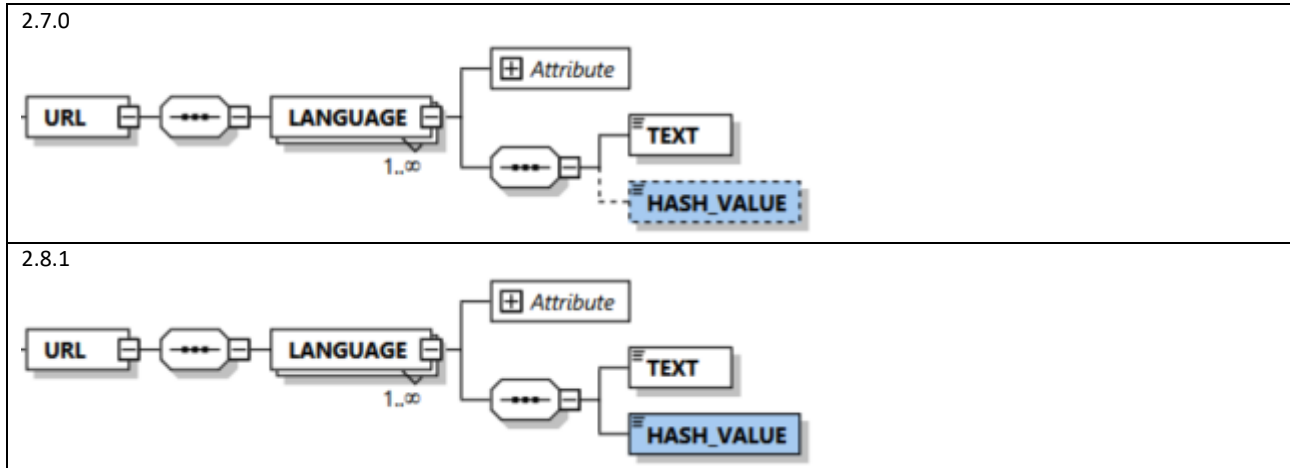 2.7.0
Attribute
URL
LANGUAGE
1..∞
TEXT
HASH_VALUE
2.8.1
Attribute
URL
LANGUAGE
1..∞
TEXT
HASH_VALUE